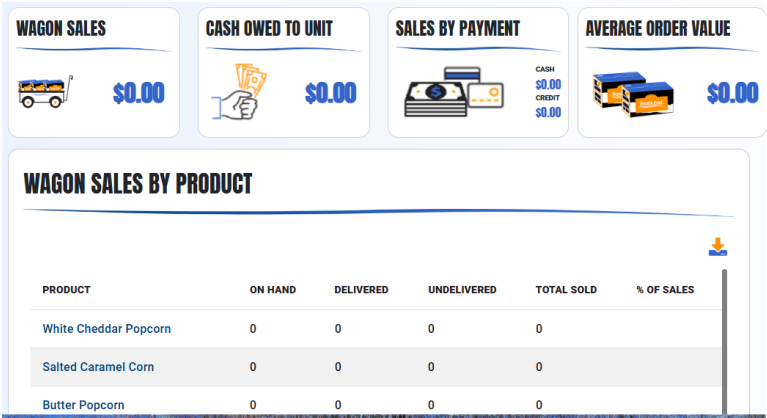 WAGON SALES
$0.00
CASH OWED TO UNIT
$0.00
SALES BY PAYMENT
CASH
$0.00
CREDIT
$0.00
AVERAGE ORDER VALUE
$0.00
WAGON SALES BY PRODUCT
PRODUCT ON HAND DELIVERED UNDELIVERED TOTAL SOLD % OF SALES
White Cheddar Popcorn 0 0 0 0
Salted Caramel Corn 0 0 0 0
Butter Popcorn 0 0 0 0